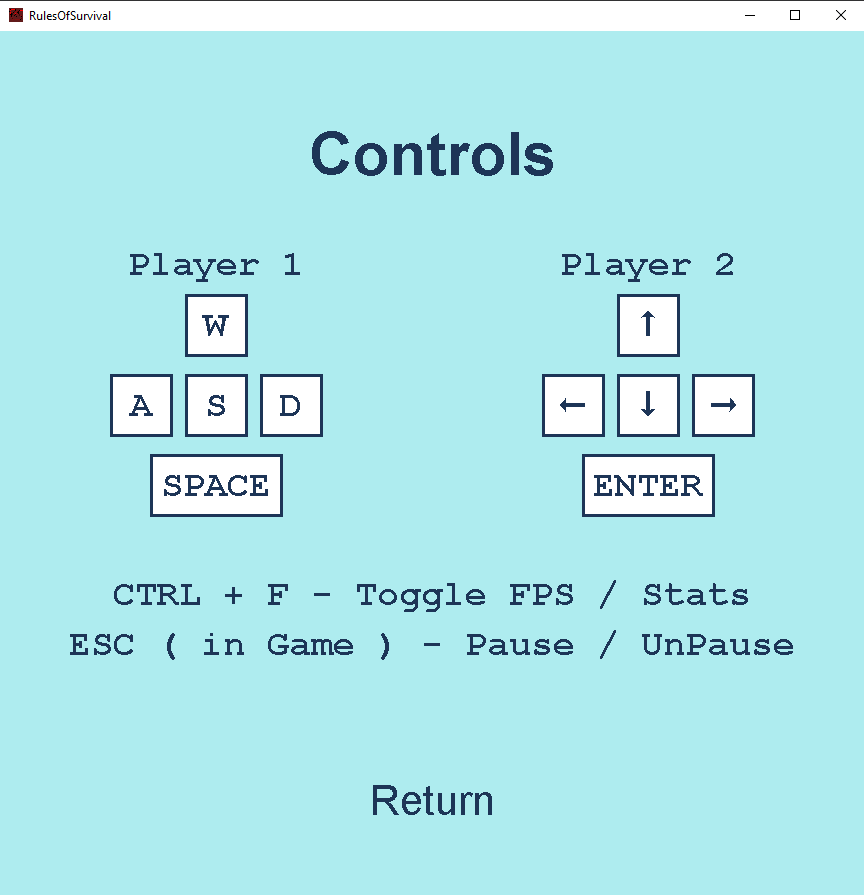 RulesOfSurvival
Controls
Player 1 Player 2
W ↑
A S D ← ↓ →
SPACE ENTER
CTRL + F - Toggle FPS / Stats
ESC ( in Game ) - Pause / UnPause
Return